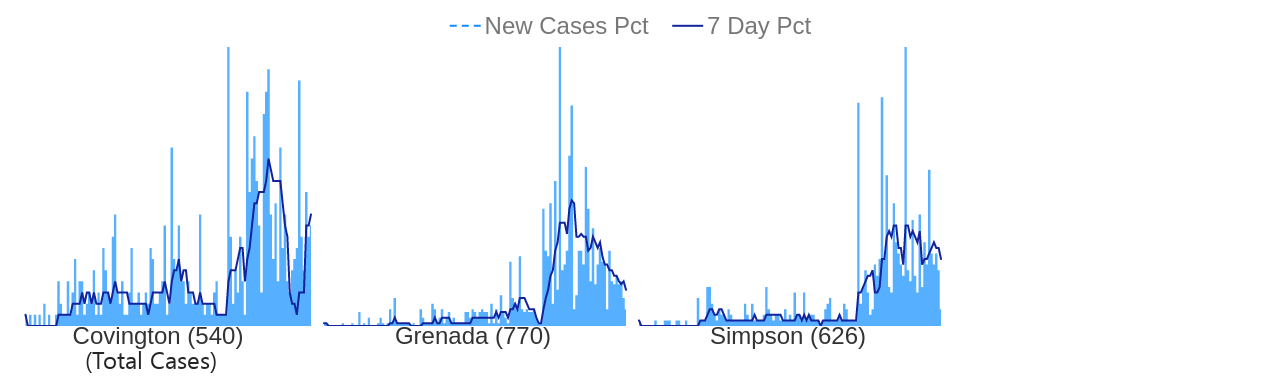 New Cases Pct 7 Day Pct
Covington (540) Grenada (770) Simpson (626)
(Total Cases)